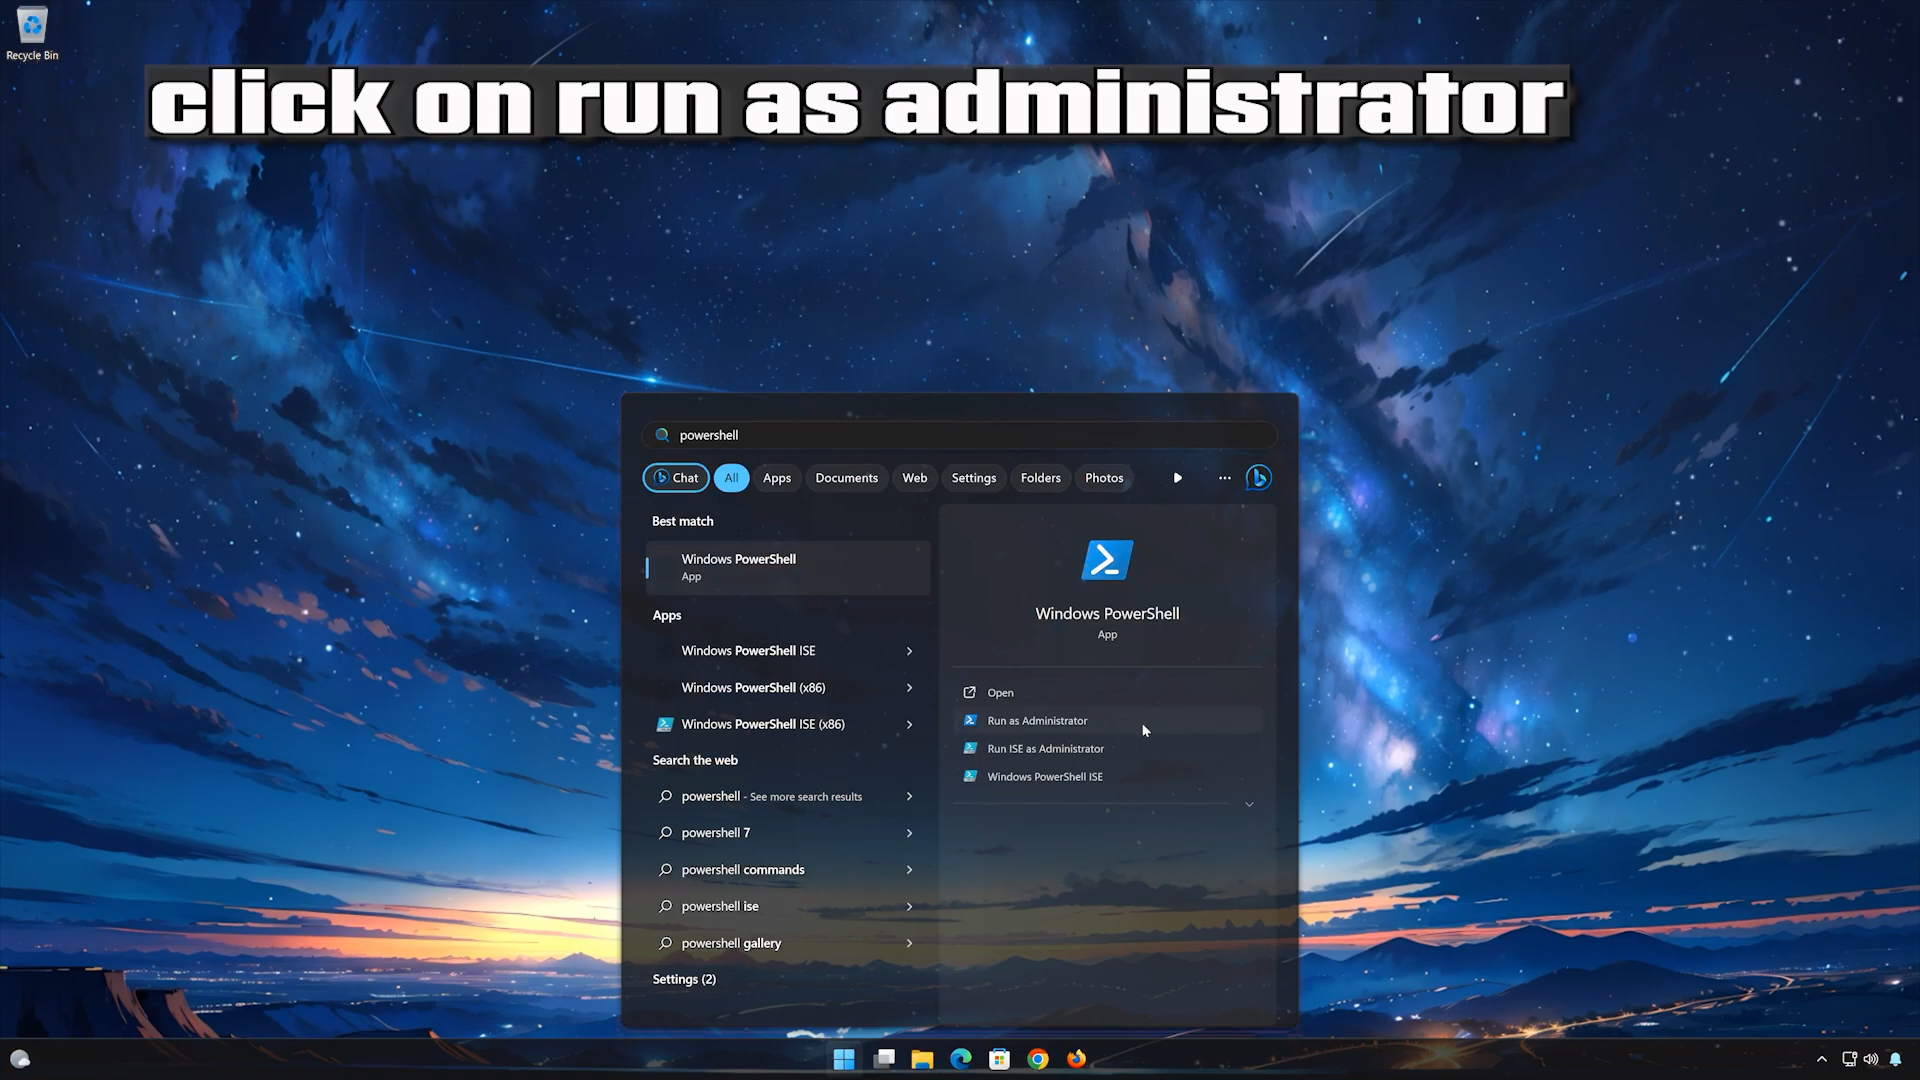 Recycle Bin
click on run as administrator
powershell
Chat All Apps Documents Web Settings Folders Photos
Best match
Windows PowerShell
App
Apps
Windows PowerShell ISE
Windows PowerShell (x86)
Windows PowerShell ISE (x86)
Search the web
powershell - See more search results
powershell 7
powershell commands
powershell ise
powershell gallery
Settings (2)
Windows PowerShell
App
Open
Run as Administrator
Run ISE as Administrator
Windows PowerShell ISE